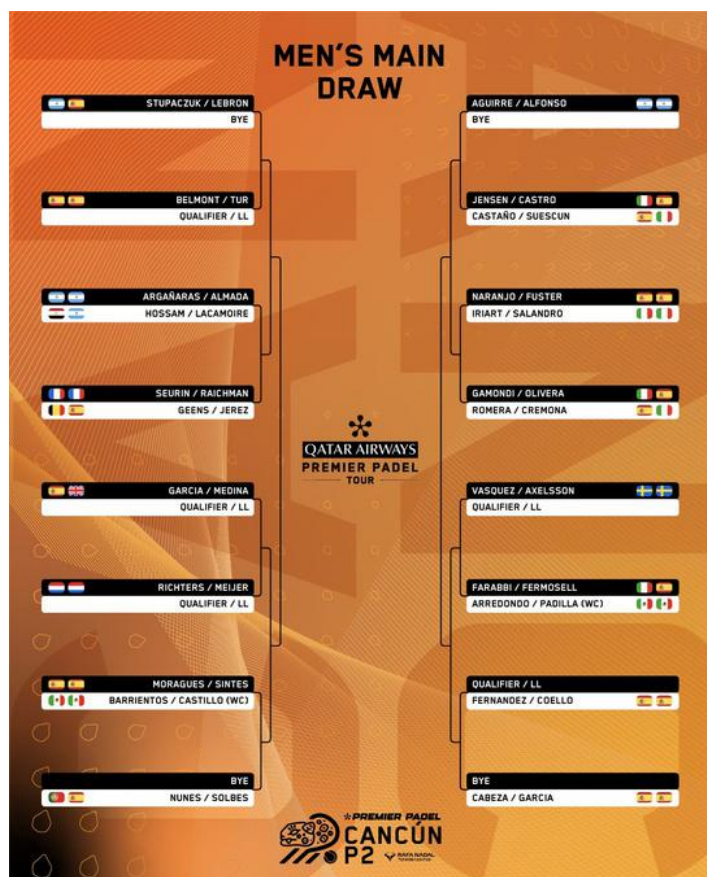 MEN'S MAIN
DRAW
STUPACZUK / LEBRON
BYE
BELMONT / TUR
QUALIFIER / LL
ARGAÑARAS / ALMADA
HOSSAM / LACAMOIRE
SEURIN / RAICHMAN
GEENS / JEREZ
GARCIA / MEDINA
QUALIFIER / LL
RICHTERS / MEIJER
QUALIFIER / LL
MORAGUES / SINTES
BARRIENTOS / CASTILLO (WC)
BYE
NUNES / SOLBES
AGUIRRE / ALFONSO
BYE
JENSEN / CASTRO
CASTAÑO / SUESCUN
NARANJO / FUSTER
IRIART / SALANDRO
GAMONDI / OLIVERA
ROMERA / CREMONA
VASQUEZ / AXELSSON
QUALIFIER / LL
FARABBI / FERMOSELL
ARREDONDO / PADILLA (WC)
QUALIFIER / LL
FERNANDEZ / COELLO
BYE
CABEZA / GARCIA
QATAR AIRWAYS
PREMIER PADEL
TOUR
PREMIER PADEL
CANCÚN
P2
RAFA NADAL